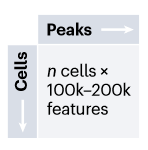 Peaks
Cells
n cells ×
100k–200k
features